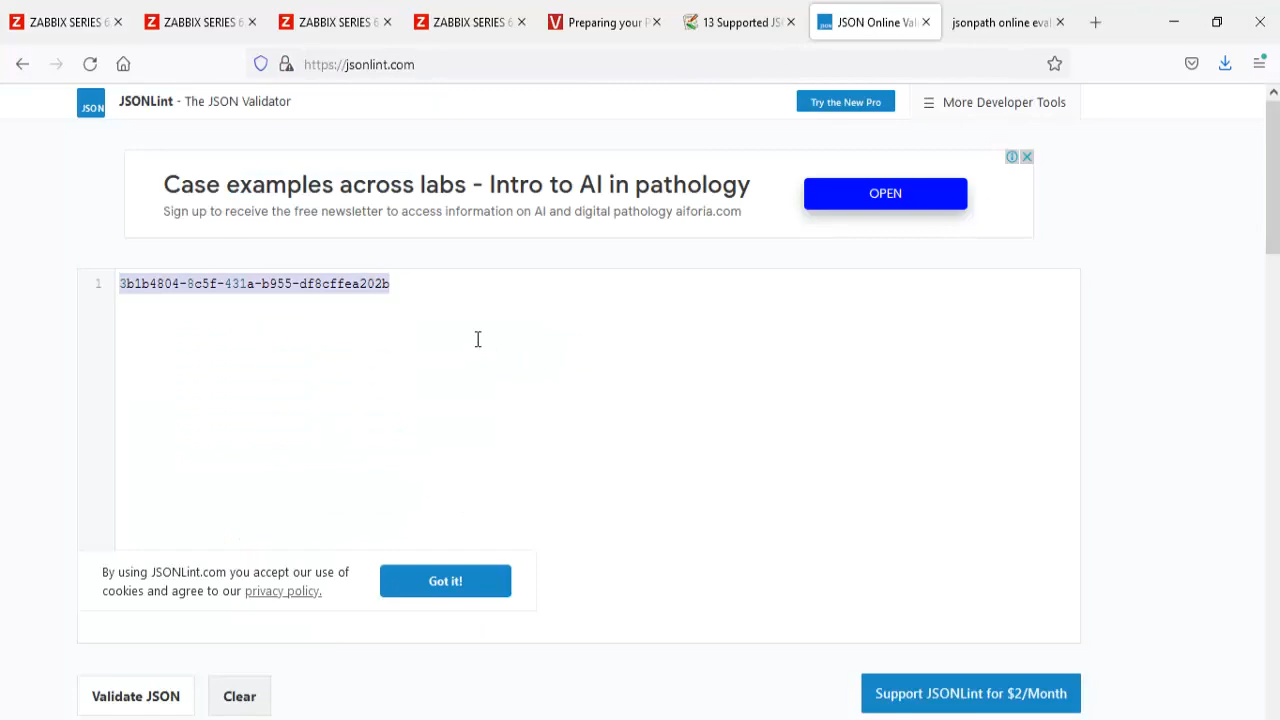 ZABBIX SERIES 6.
ZABBIX SERIES 6.
ZABBIX SERIES 6.
ZABBIX SERIES 6.
Preparing your P
13 Supported JS
JSON Online Val
jsonpath online eval
https://jsonlint.com
JSON
JSONLint - The JSON Validator
Try the New Pro
More Developer Tools
Case examples across labs - Intro to AI in pathology
Sign up to receive the free newsletter to access information on AI and digital pathology aiforia.com
OPEN
1 3b1b4804-8c5f-431a-b955-df8cffea202b
By using JSONLint.com you accept our use of
cookies and agree to our privacy policy.
Got it!
Validate JSON
Clear
Support JSONLint for $2/Month